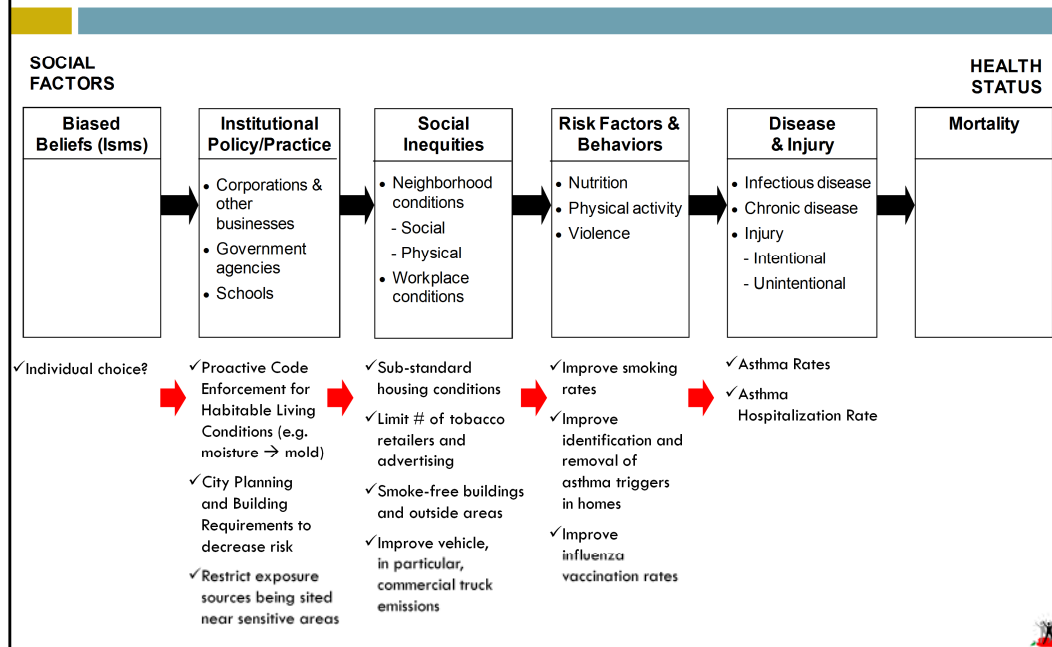 SOCIAL
FACTORS
HEALTH
STATUS
Biased
Beliefs (Isms)
Institutional
Policy/Practice
• Corporations &
other
businesses
• Government
agencies
• Schools
Social
Inequities
• Neighborhood
conditions
- Social
- Physical
• Workplace
conditions
Risk Factors &
Behaviors
• Nutrition
• Physical activity
• Violence
Disease
& Injury
• Infectious disease
• Chronic disease
• Injury
- Intentional
- Unintentional
Mortality
✓Individual choice?
✓Proactive Code
Enforcement for
Habitable Living
Conditions (e.g.
moisture → mold)
✓City Planning
and Building
Requirements to
decrease risk
✓Restrict exposure
sources being sited
near sensitive areas
✓Sub-standard
housing conditions
✓Limit # of tobacco
retailers and
advertising
✓Smoke-free buildings
and outside areas
✓Improve vehicle,
in particular,
commercial truck
emissions
✓Improve smoking
rates
✓Improve
identification and
removal of
asthma triggers
in homes
✓Improve
influenza
vaccination rates
✓Asthma Rates
✓Asthma
Hospitalization Rate